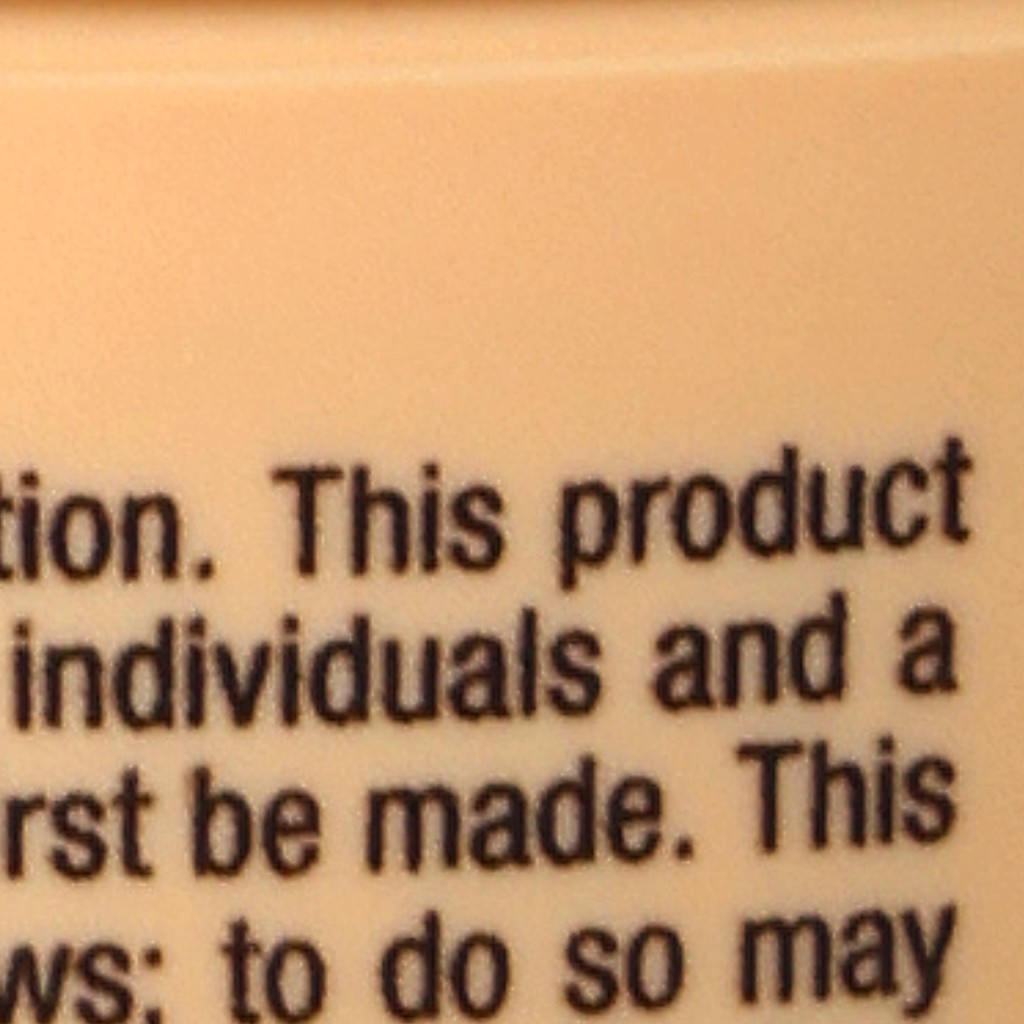 tion. This product
individuals and a
rst be made. This
ws; to do so may